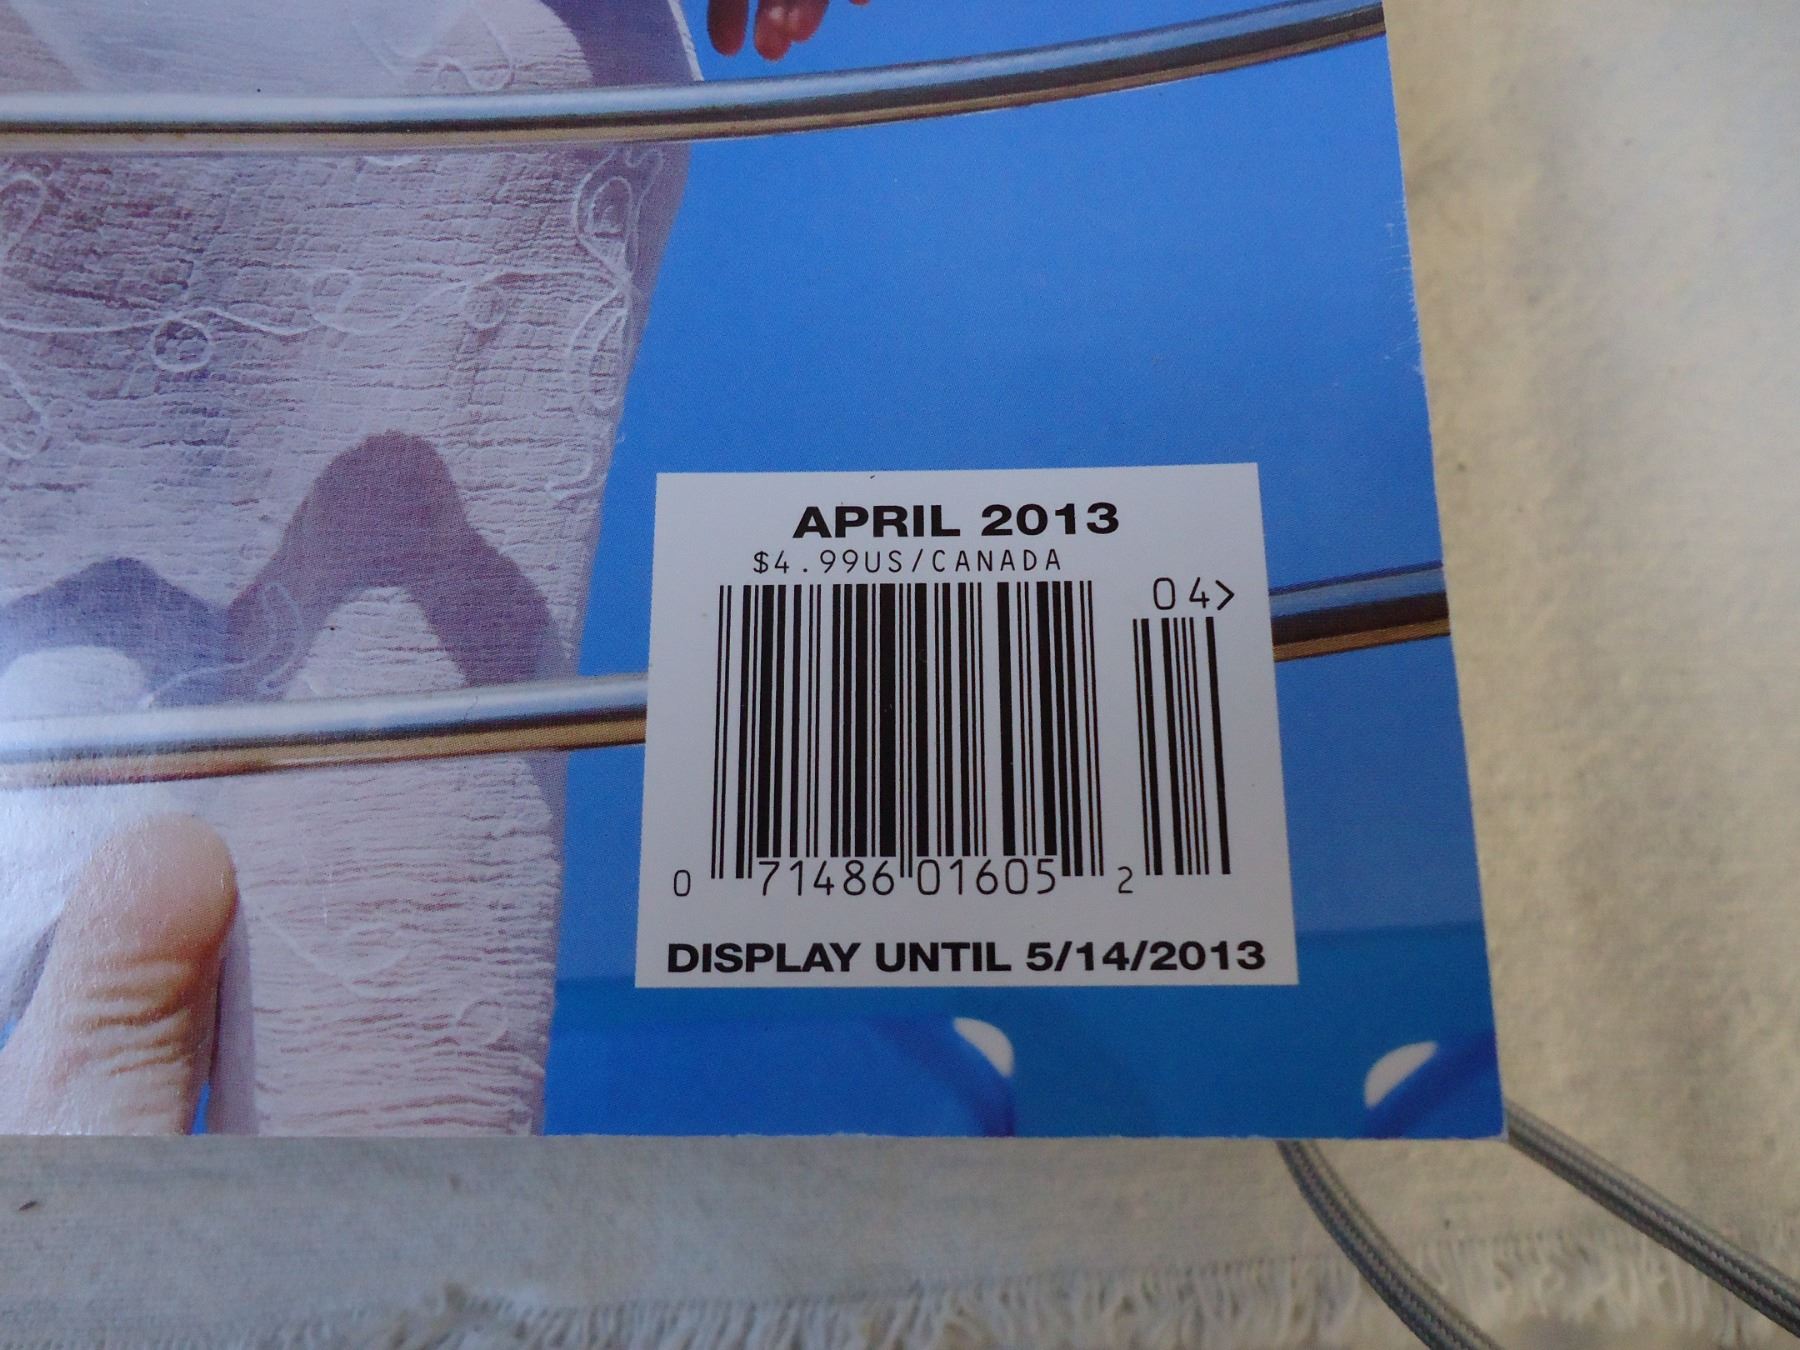 APRIL 2013
$4.99US/CANADA
04>
0 71486 01605 2
DISPLAY UNTIL 5/14/2013